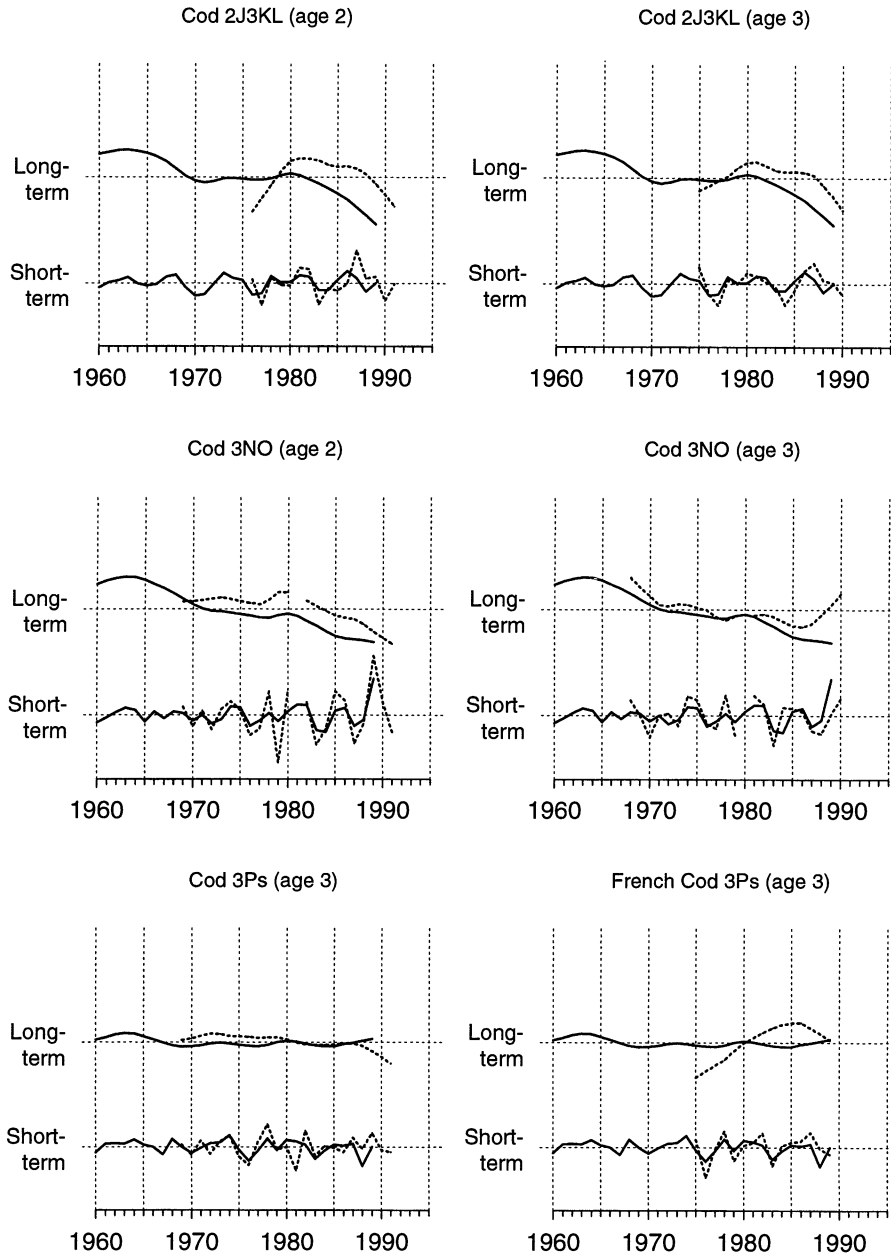 Cod 2J3KL (age 2)
Long-
term
Short-
term
1960 1970 1980 1990
Cod 2J3KL (age 3)
Long-
term
Short-
term
1960 1970 1980 1990
Cod 3NO (age 2)
Long-
term
Short-
term
1960 1970 1980 1990
Cod 3NO (age 3)
Long-
term
Short-
term
1960 1970 1980 1990
Cod 3Ps (age 3)
Long-
term
Short-
term
1960 1970 1980 1990
French Cod 3Ps (age 3)
Long-
term
Short-
term
1960 1970 1980 1990